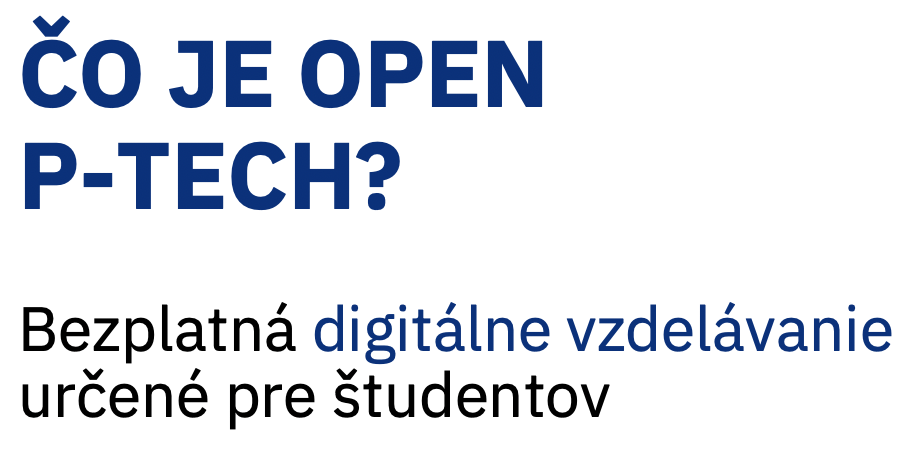 ČO JE OPEN
P-TECH?
Bezplatná digitálne vzdelávanie
určené pre študentov